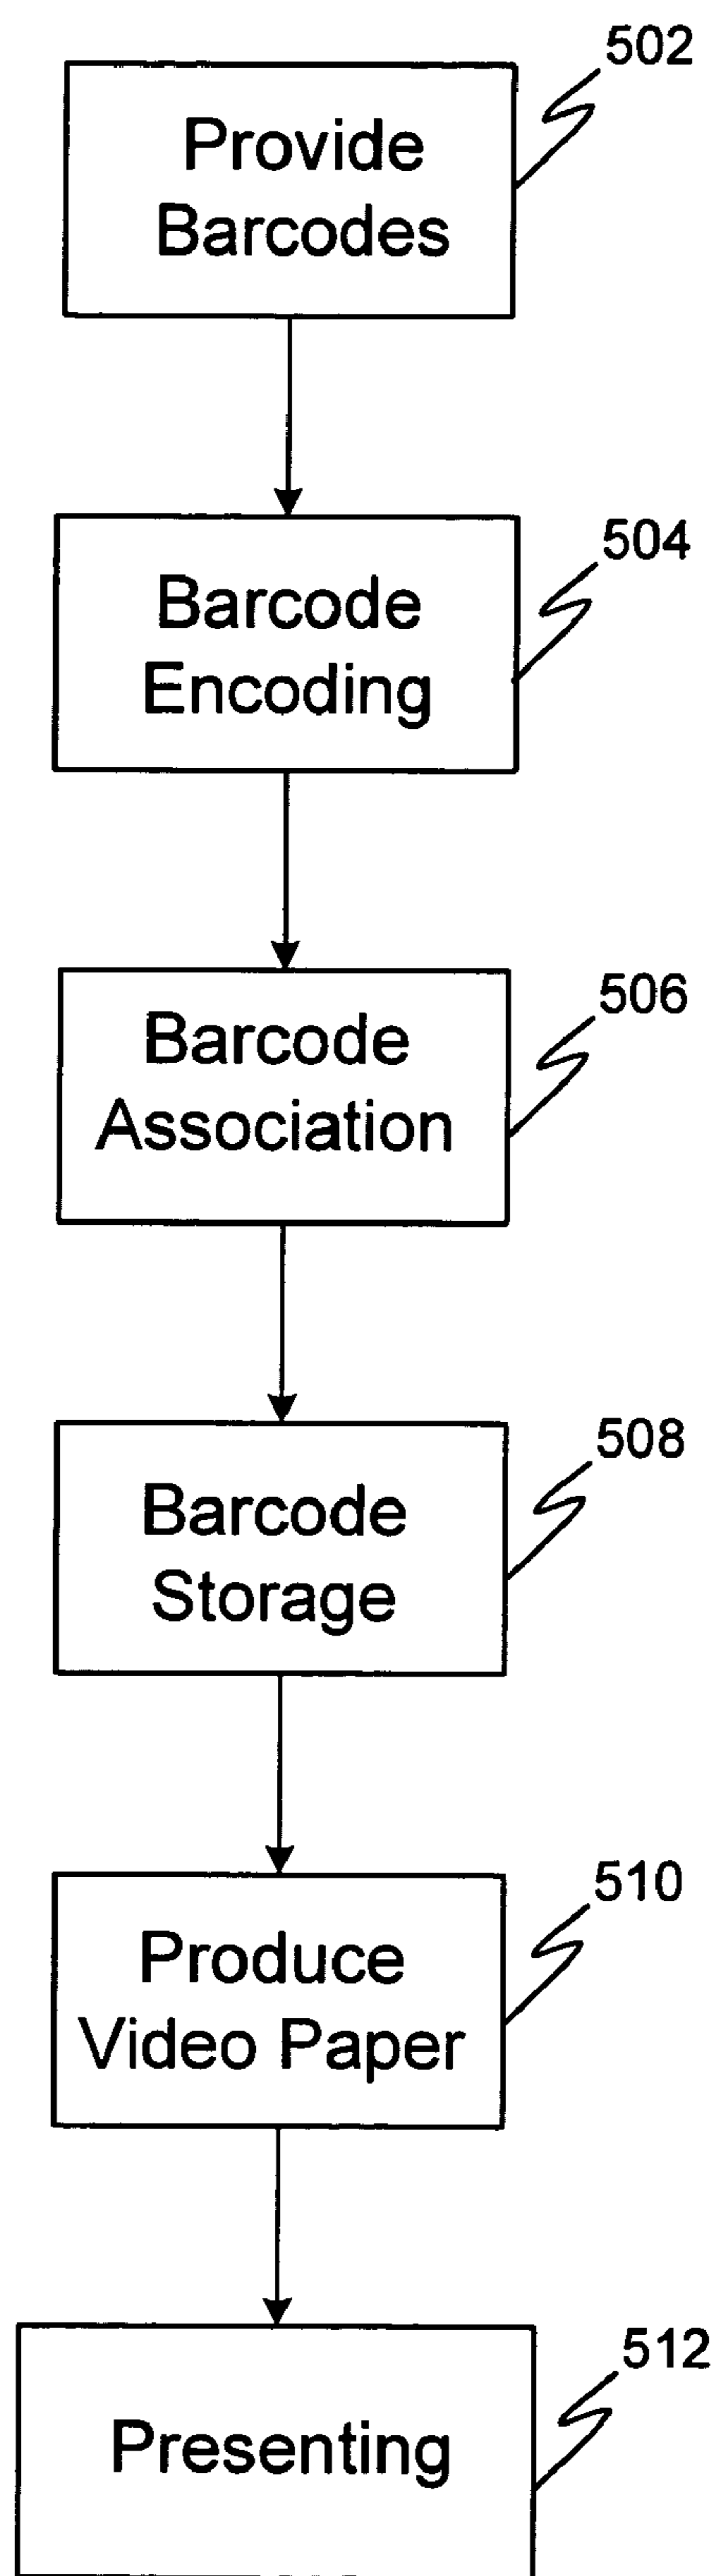 502
Provide
Barcodes
504
Barcode
Encoding
506
Barcode
Association
508
Barcode
Storage
510
Produce
Video Paper
512
Presenting